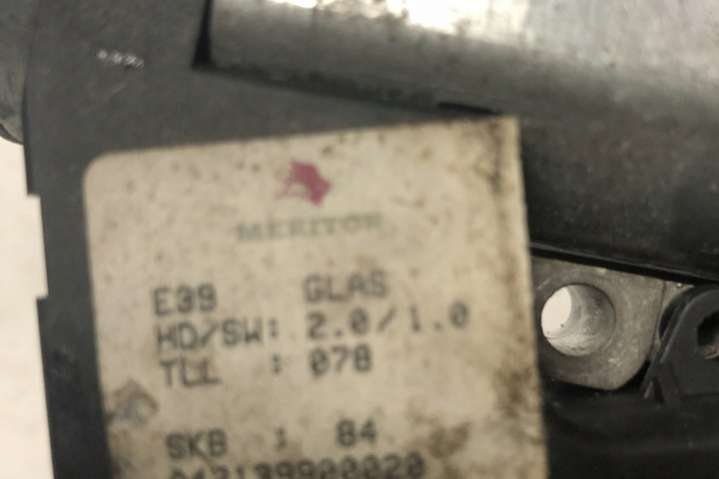 MERITOR
E39 GLAS
HD/SW: 2.0/1.0
TLL : 078
SKB : 84